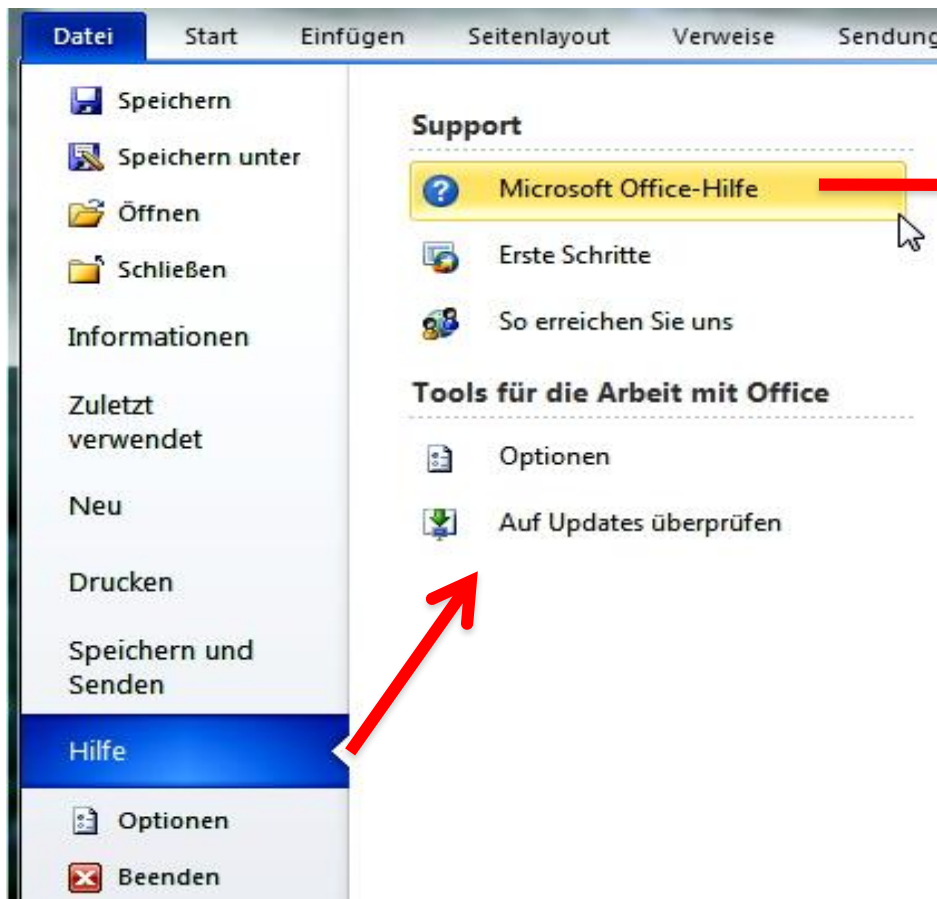 Datei Start Einfügen Seitenlayout Verweise Sendung
Speichern
Speichern unter
Öffnen
Schließen
Informationen
Zuletzt
verwendet
Neu
Drucken
Speichern und
Senden
Hilfe
Optionen
Beenden
Support
Microsoft Office-Hilfe
Erste Schritte
So erreichen Sie uns
Tools für die Arbeit mit Office
Optionen
Auf Updates überprüfen